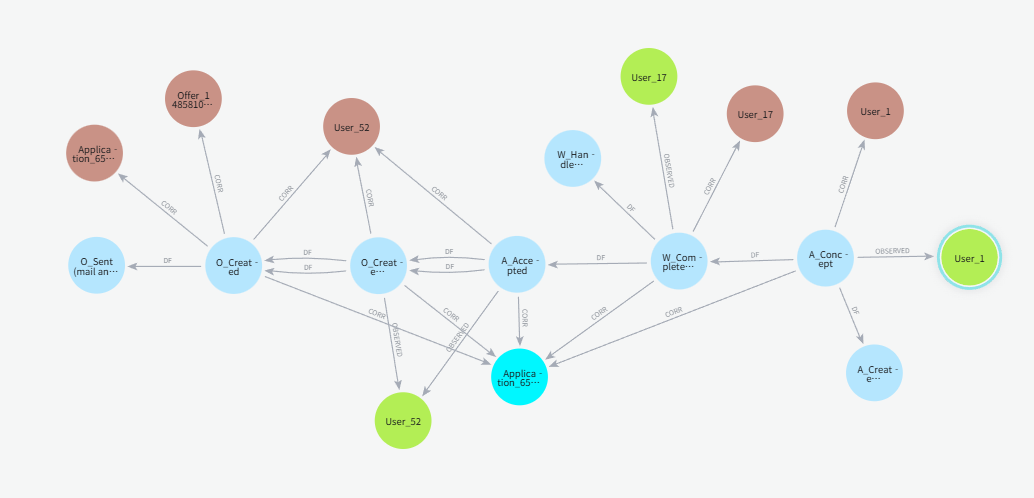 User_17
Offer_1
485810…
User_17
User_1
User_52
Applica-
tion_65…
W_Han-
dle…
OBSERVED
CORR
CORR
CORR
CORR
CORR
CORR
CORR
DF
O_Sent
(mail an…
DF
O_Creat-
ed
DF
DF
O_Creat-
e…
DF
DF
A_Acce-
pted
DF
W_Com-
plete…
DF
A_Conc-
ept
OBSERVED
User_1
CORR
OBSERVED
CORR
OBSERVED
CORR
CORR
CORR
DF
Applica-
tion_65…
A_Creat-
e…
User_52